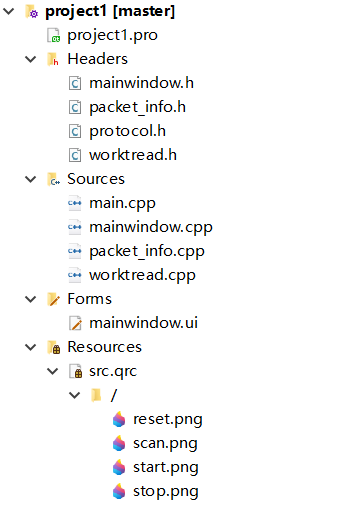 project1 [master]
project1.pro
Headers
mainwindow.h
packet_info.h
protocol.h
worktread.h
Sources
main.cpp
mainwindow.cpp
packet_info.cpp
worktread.cpp
Forms
mainwindow.ui
Resources
src.qrc
/
reset.png
scan.png
start.png
stop.png